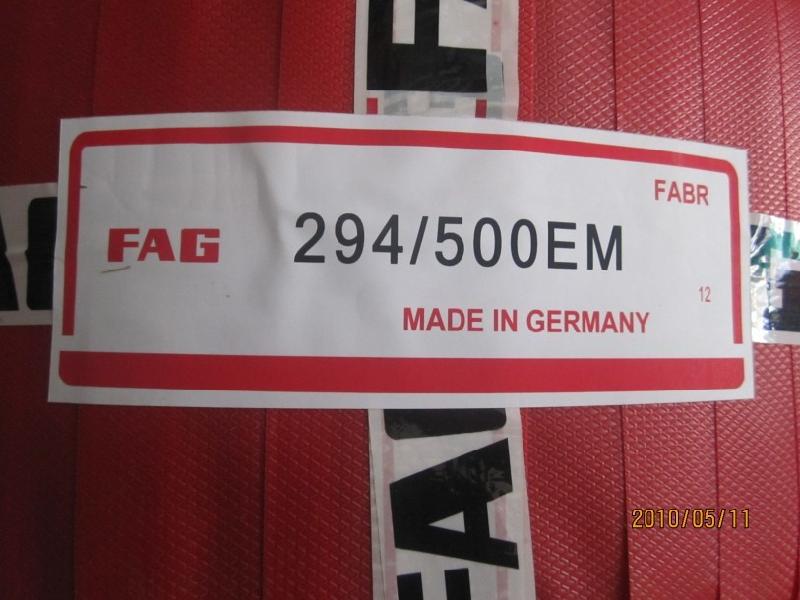 FABR
FAG 294/500EM
12
MADE IN GERMANY
2010/05/11